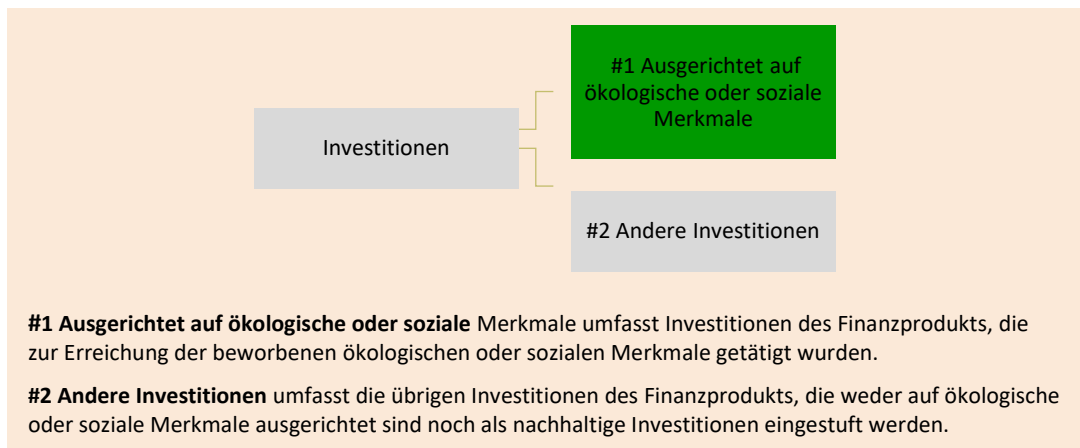 #1 Ausgerichtet auf
ökologische oder soziale
Merkmale
Investitionen
#2 Andere Investitionen
#1 Ausgerichtet auf ökologische oder soziale Merkmale umfasst Investitionen des Finanzprodukts, die
zur Erreichung der beworbenen ökologischen oder sozialen Merkmale getätigt wurden.
#2 Andere Investitionen umfasst die übrigen Investitionen des Finanzprodukts, die weder auf ökologische
oder soziale Merkmale ausgerichtet sind noch als nachhaltige Investitionen eingestuft werden.